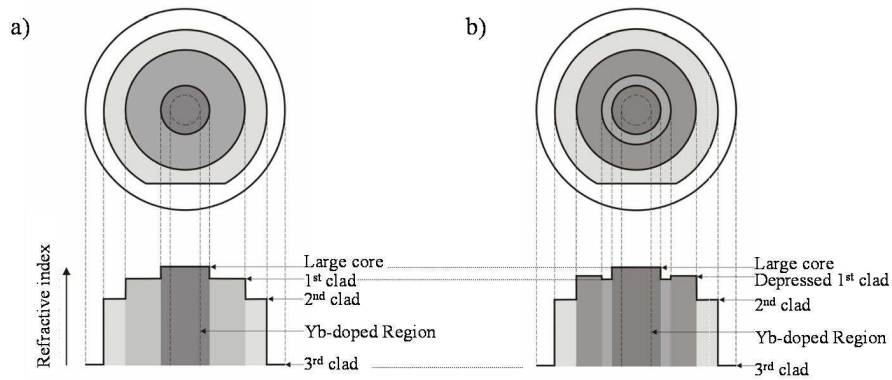 a)
Refractive index
Large core
1st clad
2nd clad
Yb-doped Region
3rd clad
b)
Large core
Depressed 1st clad
2nd clad
Yb-doped Region
3rd clad